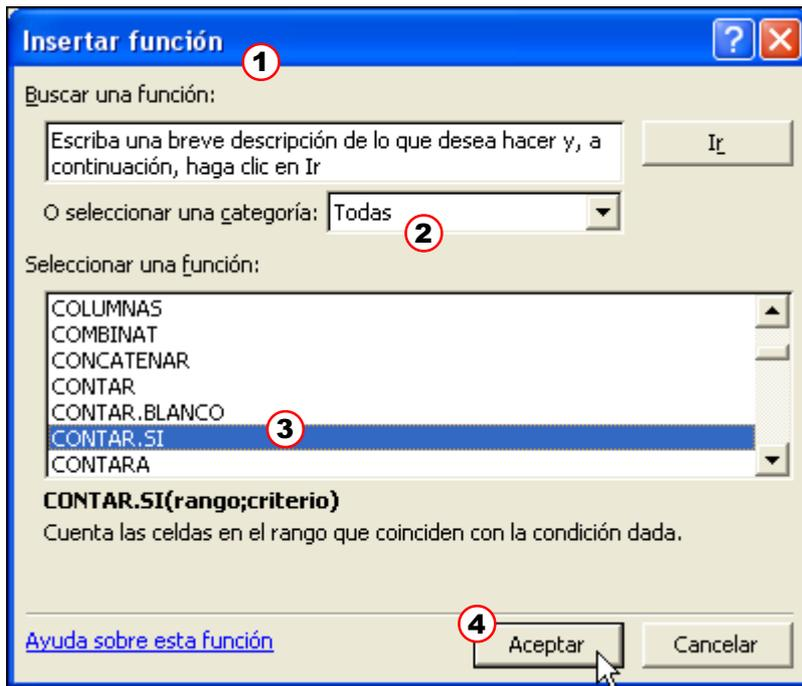 Insertar función
1
Buscar una función:
Escriba una breve descripción de lo que desea hacer y, a
continuación, haga clic en Ir
Ir
O seleccionar una categoría: Todas
2
Seleccionar una función:
COLUMNAS
COMBINAT
CONCATENAR
CONTAR
CONTAR.BLANCO
CONTAR.SI
3
CONTARA
CONTAR.SI(rango;criterio)
Cuenta las celdas en el rango que coinciden con la condición dada.
Ayuda sobre esta función
4
Aceptar
Cancelar